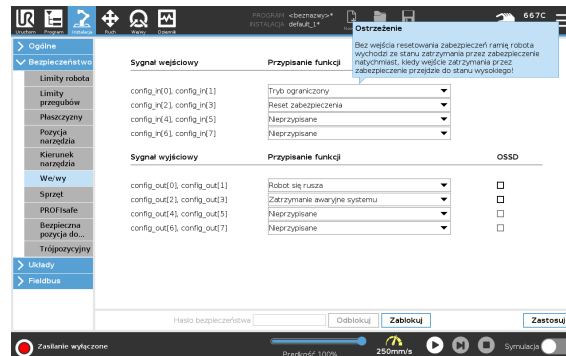 UR
Uruchom Program Instalacja Ruch We/wy Dziennik
PROGRAM <beznazwy>*
INSTALACJA default_1*
667C
Ostrzeżenie
Bez wejścia resetowania zabezpieczeń ramię robota
wychodzi ze stanu zatrzymania przez zabezpieczenie
natychmiast, kiedy wejście zatrzymania przez
zabezpieczenie przejdzie do stanu wysokiego!
Ogólne
Bezpieczeństwo
Limity robota
Limity
przegubów
Płaszczyzny
Pozycja
narzędzia
Kierunek
narzędzia
We/wy
Sprzęt
PROFIsafe
Bezpieczna
pozycja do...
Trójpozycyjny
Układy
Fieldbus
Sygnał wejściowy Przypisanie funkcji
config_in[0], config_in[1] Tryb ograniczony
config_in[2], config_in[3] Reset zabezpieczenia
config_in[4], config_in[5] Nieprzypisane
config_in[6], config_in[7] Nieprzypisane
Sygnał wyjściowy Przypisanie funkcji OSSD
config_out[0], config_out[1] Robot się rusza
config_out[2], config_out[3] Zatrzymanie awaryjne systemu
config_out[4], config_out[5] Nieprzypisane
config_out[6], config_out[7] Nieprzypisane
Hasło bezpieczeństwa Odblokuj Zablokuj Zastosuj
Zasilanie wyłączone
Prędkość 100%
250mm/s
Symulacja